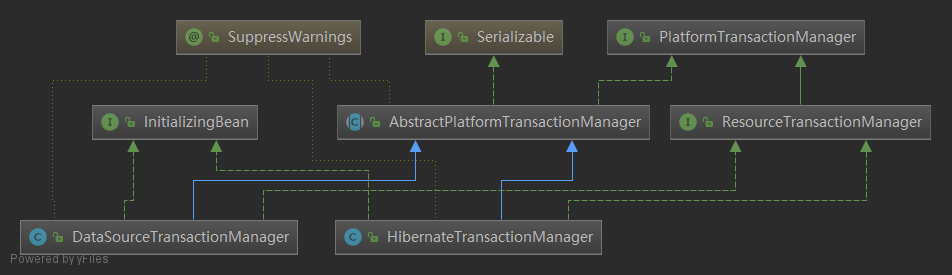 @ SuppressWarnings
I Serializable
I PlatformTransactionManager
I InitializingBean
C AbstractPlatformTransactionManager
I ResourceTransactionManager
C DataSourceTransactionManager
C HibernateTransactionManager
Powered by yFiles